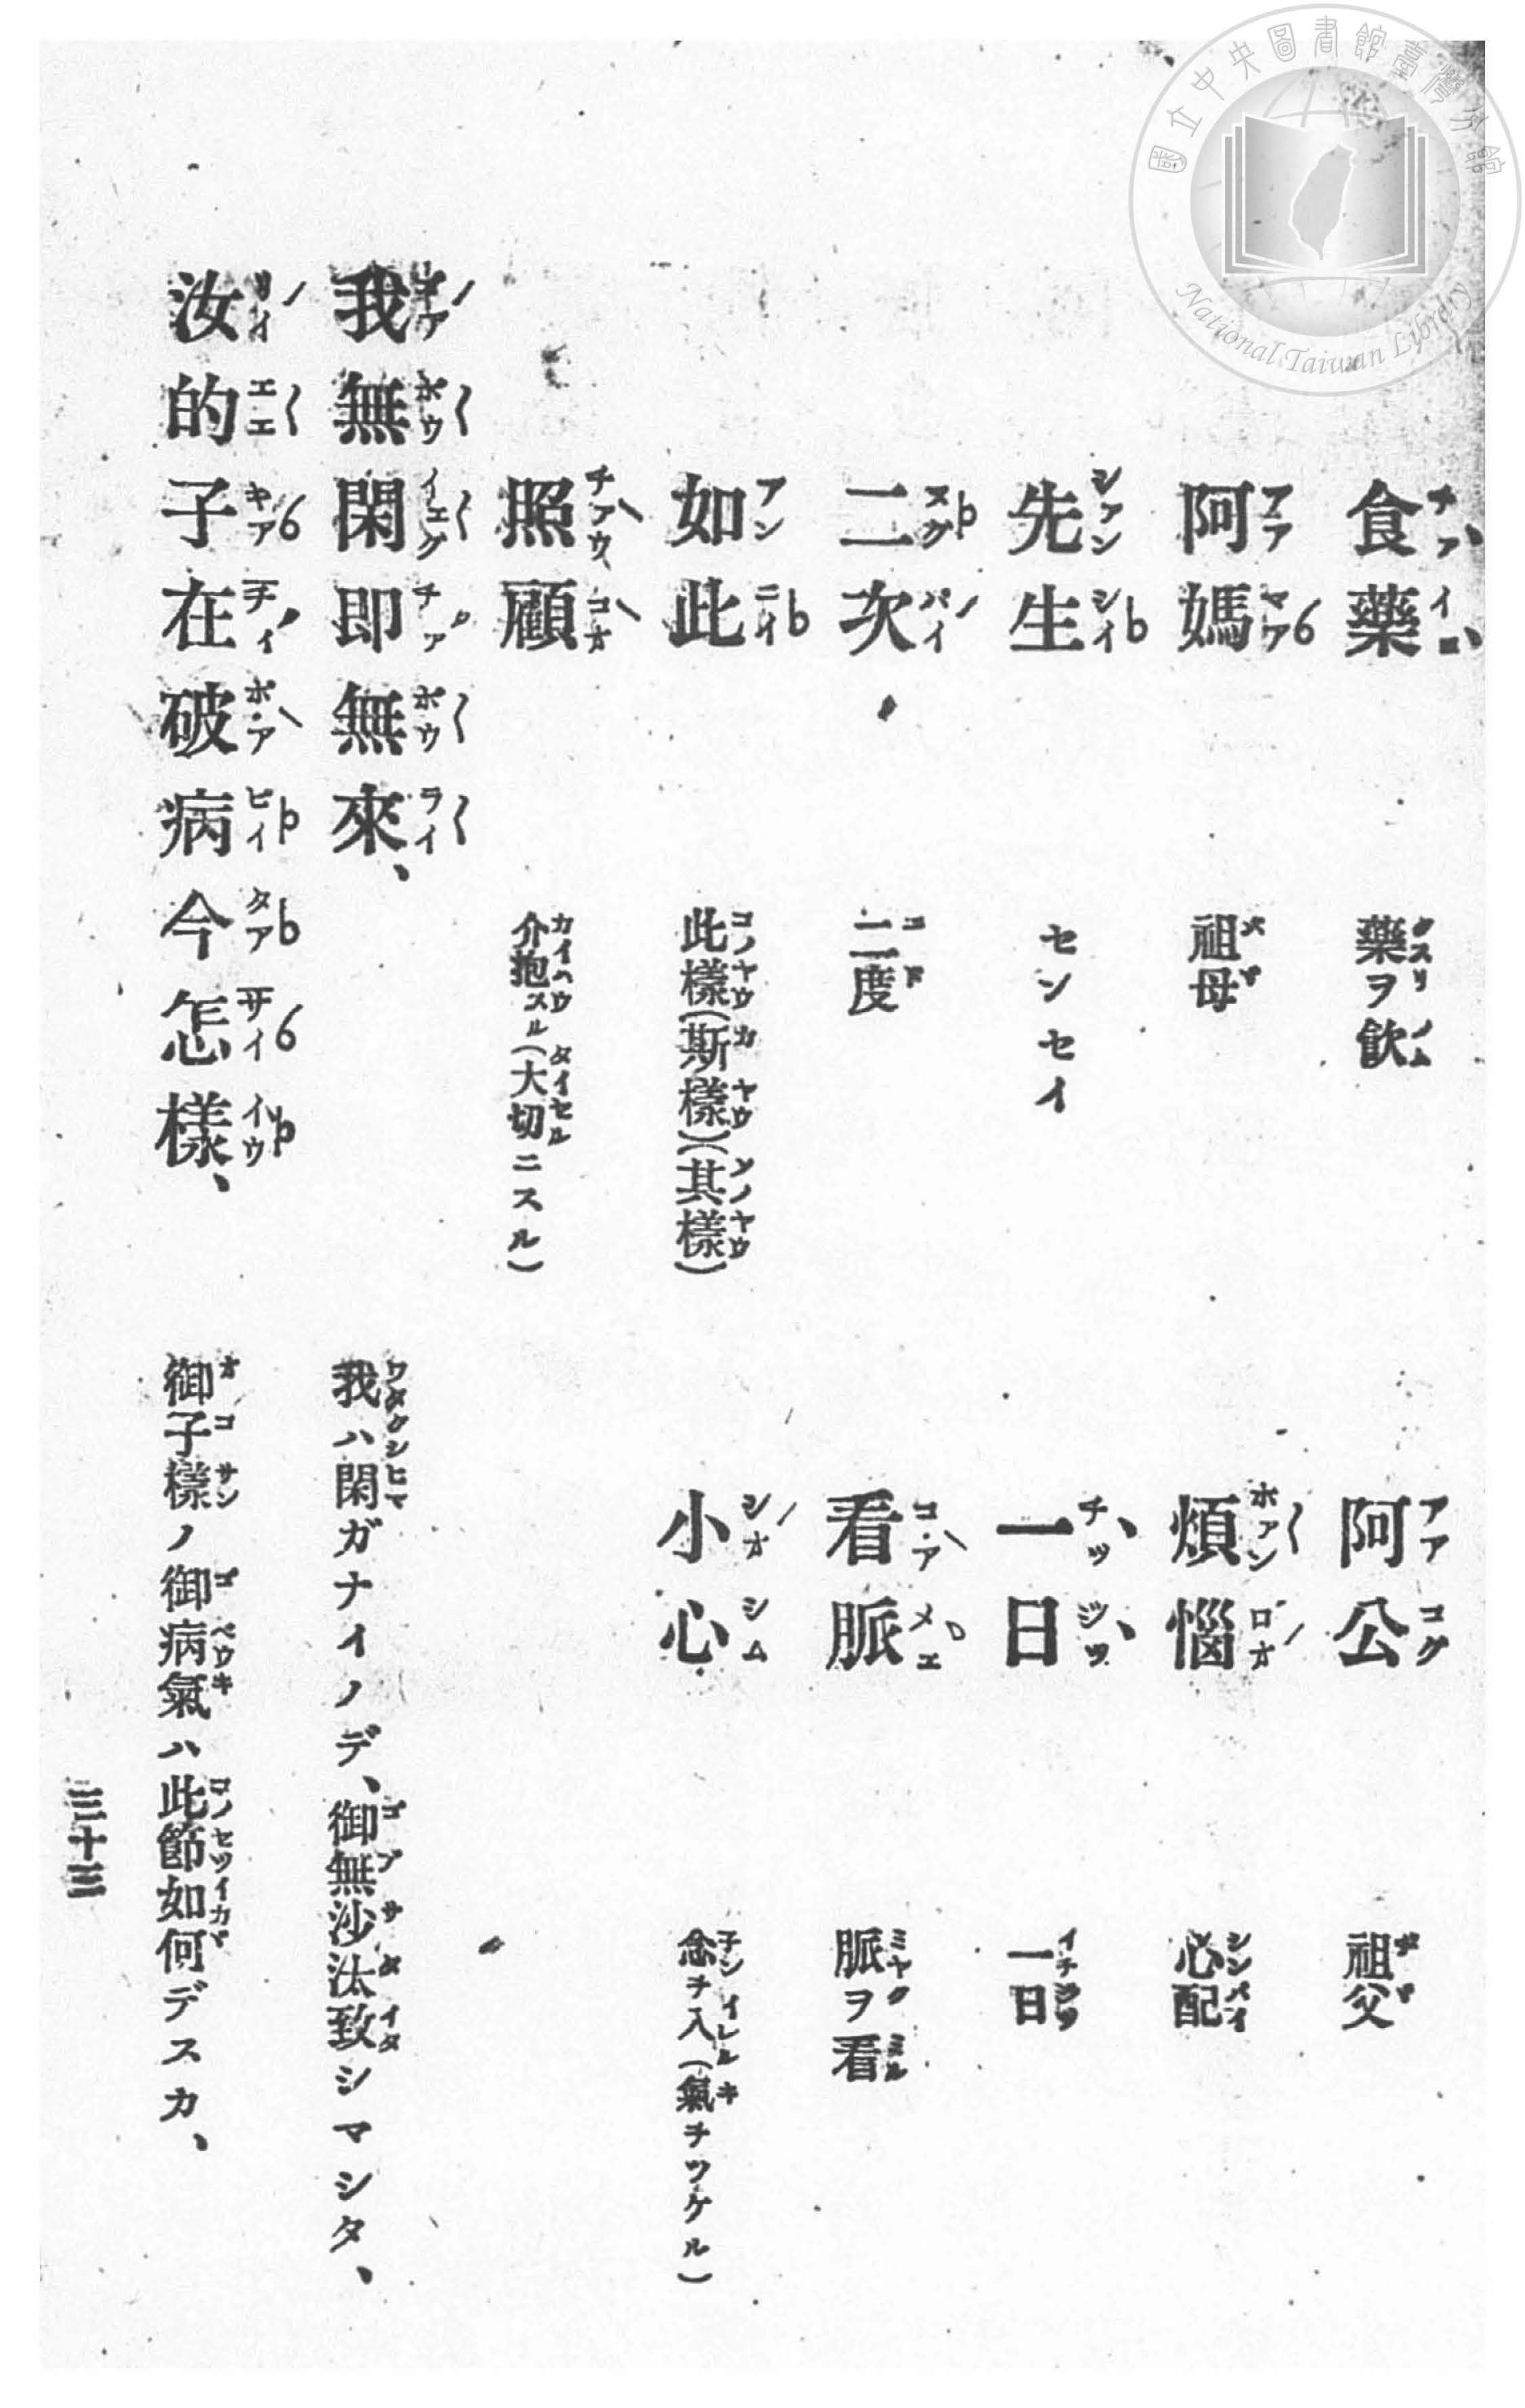 國立中央圖書館臺灣分館
National Taiwan Library
食藥 藥ヲ飮 阿公 祖父
阿媽 祖母 煩惱 心配
先生 センセイ 一日 一日
二次 二度 看脈 脈ヲ看
如此 此樣(斯樣)(其樣) 小心 念ヲ入(氣ヲツケル)
照顧 介抱スル(大切ニスル)
我無閑即無來、 我ハ閑ガナイノデ、御無沙汰致シマシタ、
汝的子在破病今怎樣、 御子樣ノ御病氣ハ此節如何デスカ、
三十三